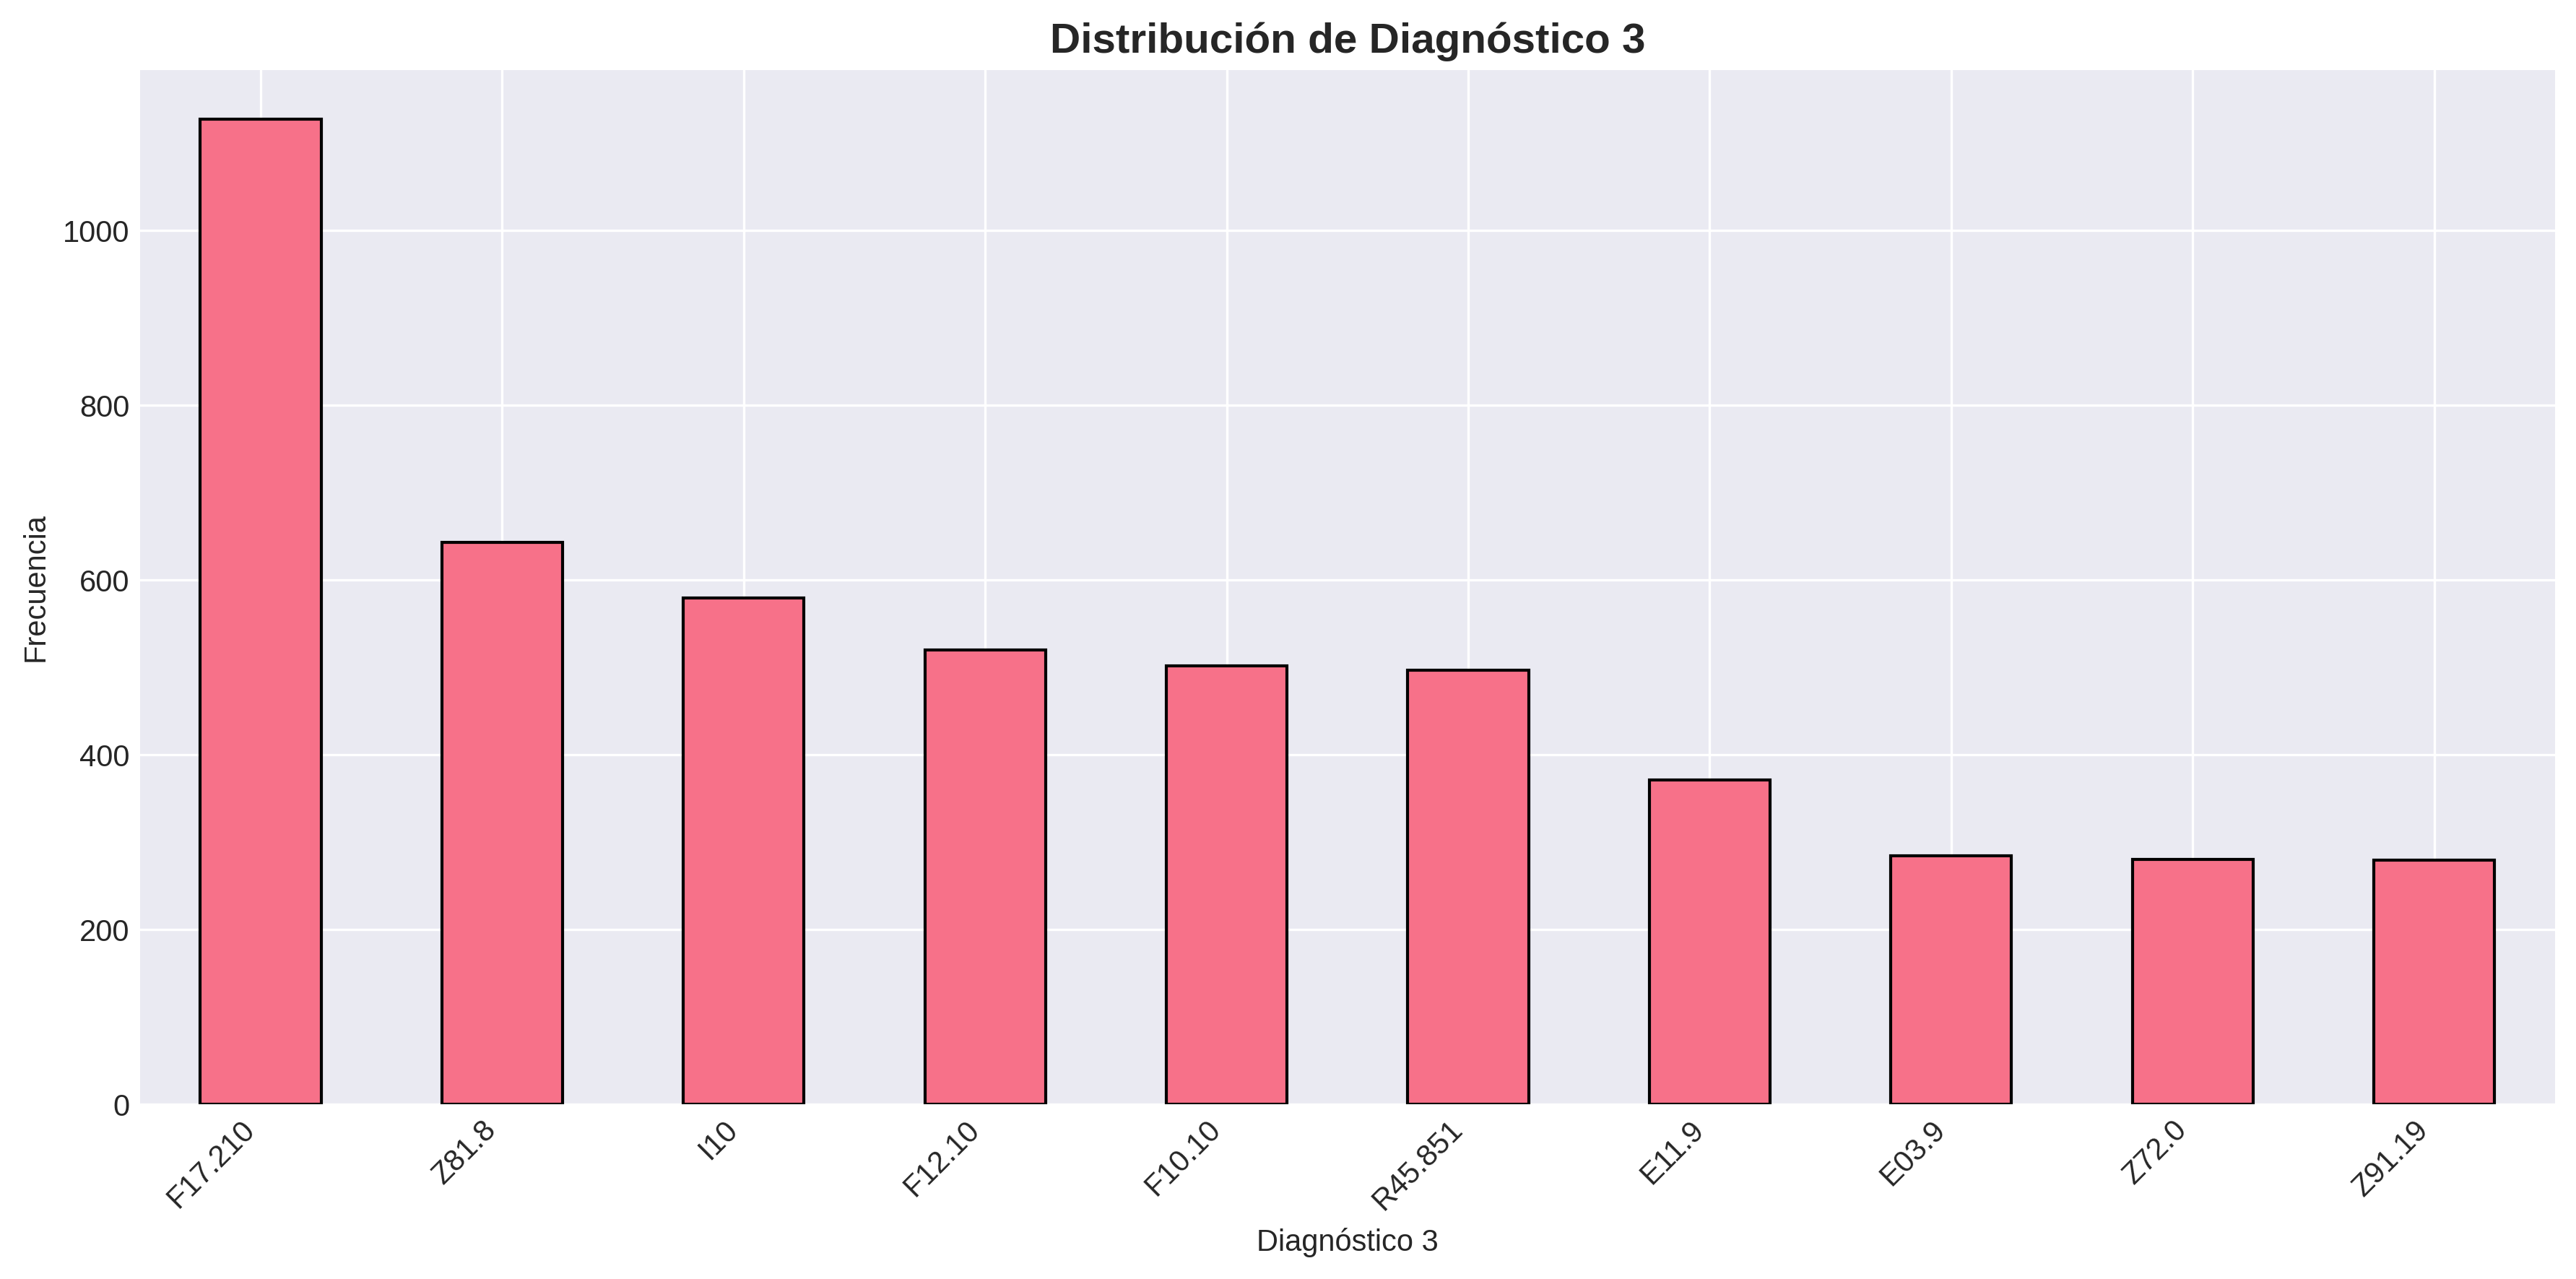 Distribución de Diagnóstico 3
Frecuencia
1000
800
600
400
200
0
F17.210
Z81.8
I10
F12.10
F10.10
R45.851
E11.9
E03.9
Z72.0
Z91.19
Diagnóstico 3